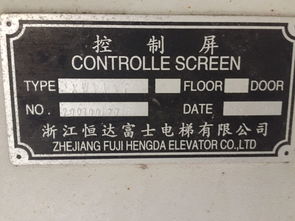 控制屏
CONTROLLE SCREEN
TYPE FLOOR DOOR
NO. DATE
浙江恒达富士电梯有限公司
ZHEJIANG FUJI HENGDA ELEVATOR CO.,LTD